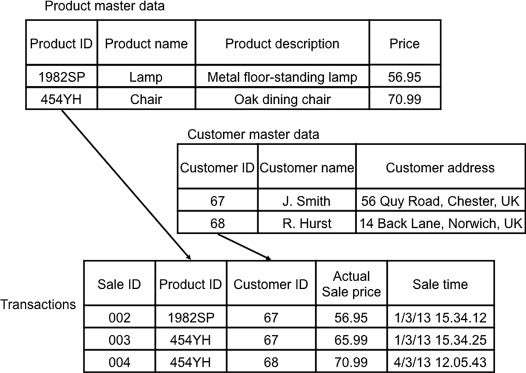 Product master data
Product ID Product name Product description Price
1982SP Lamp Metal floor-standing lamp 56.95
454YH Chair Oak dining chair 70.99
Customer master data
Customer ID Customer name Customer address
67 J. Smith 56 Quy Road, Chester, UK
68 R. Hurst 14 Back Lane, Norwich, UK
Transactions
Sale ID Product ID Customer ID Actual Sale price Sale time
002 1982SP 67 56.95 1/3/13 15.34.12
003 454YH 67 65.99 1/3/13 15.34.25
004 454YH 68 70.99 4/3/13 12.05.43